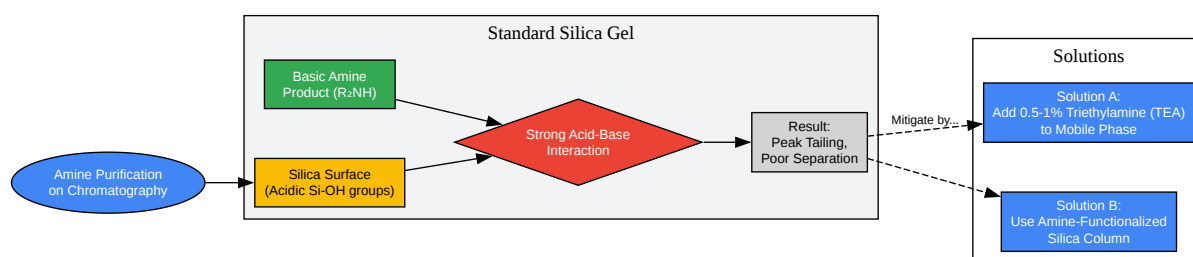 Standard Silica Gel
Basic Amine
Product (R₂NH)
Amine Purification
on Chromatography
Silica Surface
(Acidic Si-OH groups)
Strong Acid-Base
Interaction
Result:
Peak Tailing,
Poor Separation
Mitigate by...
Solutions
Solution A:
Add 0.5-1% Triethylamine (TEA)
to Mobile Phase
Solution B:
Use Amine-Functionalized
Silica Column